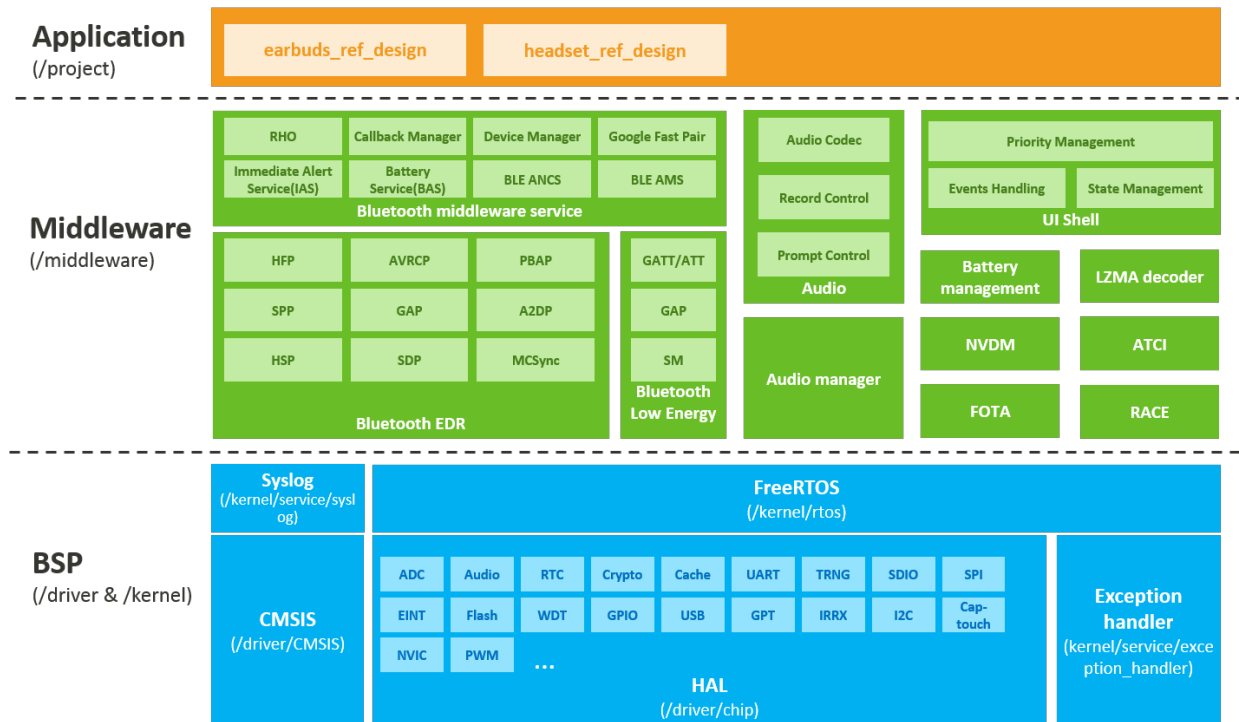 Application
(/project)
earbuds_ref_design
headset_ref_design
Middleware
(/middleware)
RHO
Callback Manager
Device Manager
Google Fast Pair
Immediate Alert
Service(IAS)
Battery
Service(BAS)
BLE ANCS
BLE AMS
Bluetooth middleware service
HFP
AVRCP
PBAP
SPP
GAP
A2DP
HSP
SDP
MCSync
Bluetooth EDR
GATT/ATT
GAP
SM
Bluetooth
Low Energy
Audio Codec
Record Control
Prompt Control
Audio
Audio manager
Priority Management
Events Handling
State Management
UI Shell
Battery
management
LZMA decoder
NVDM
ATCI
FOTA
RACE
BSP
(/driver & /kernel)
Syslog
(/kernel/service/sysl
og)
FreeRTOS
(/kernel/rtos)
CMSIS
(/driver/CMSIS)
ADC
Audio
RTC
Crypto
Cache
UART
TRNG
SDIO
SPI
EINT
Flash
WDT
GPIO
USB
GPT
IRRX
I2C
Cap-
touch
NVIC
PWM
...
HAL
(/driver/chip)
Exception
handler
(kernel/service/exce
ption_handler)